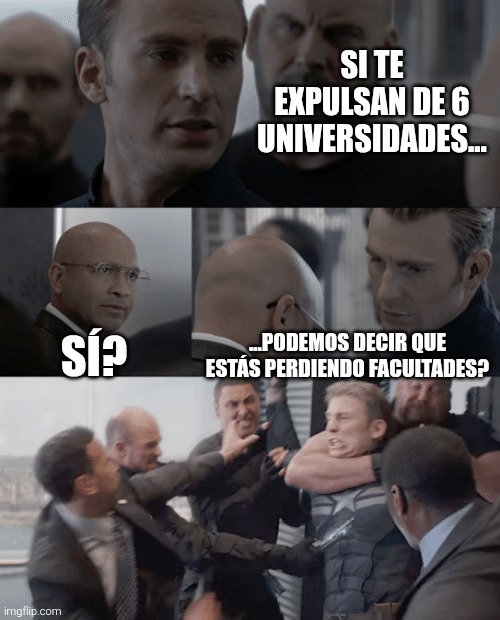 SI TE
EXPULSAN DE 6
UNIVERSIDADES...
SÍ?
...PODEMOS DECIR QUE
ESTÁS PERDIENDO FACULTADES?
imgflip.com